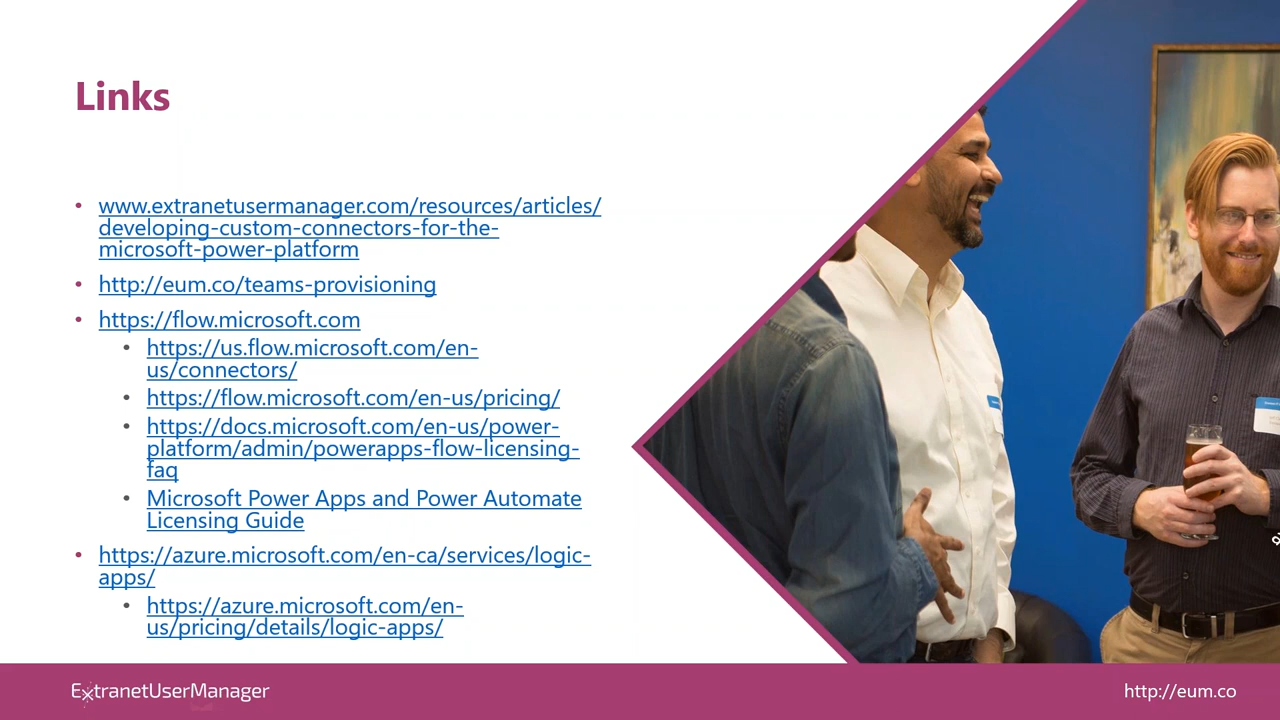 Links
• www.extranetusermanager.com/resources/articles/
developing-custom-connectors-for-the-
microsoft-power-platform
• http://eum.co/teams-provisioning
• https://flow.microsoft.com
• https://us.flow.microsoft.com/en-
us/connectors/
• https://flow.microsoft.com/en-us/pricing/
• https://docs.microsoft.com/en-us/power-
platform/admin/powerapps-flow-licensing-
faq
• Microsoft Power Apps and Power Automate
Licensing Guide
• https://azure.microsoft.com/en-ca/services/logic-
apps/
• https://azure.microsoft.com/en-
us/pricing/details/logic-apps/
ExtranetUserManager
http://eum.co